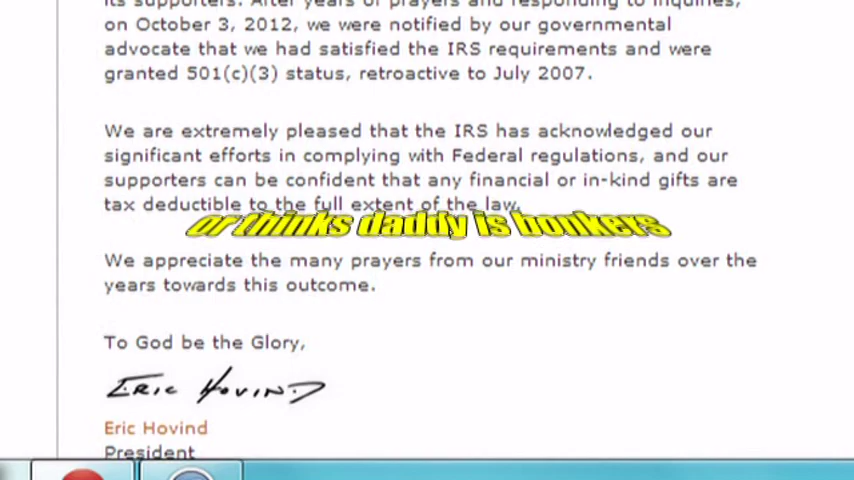 its supporters. After years of prayers and responding to inquiries,
on October 3, 2012, we were notified by our governmental
advocate that we had satisfied the IRS requirements and were
granted 501(c)(3) status, retroactive to July 2007.
We are extremely pleased that the IRS has acknowledged our
significant efforts in complying with Federal regulations, and our
supporters can be confident that any financial or in-kind gifts are
tax deductible to the full extent of the law.
or thinks daddy is bonkers
We appreciate the many prayers from our ministry friends over the
years towards this outcome.
To God be the Glory,
Eric Hovind
Eric Hovind
President